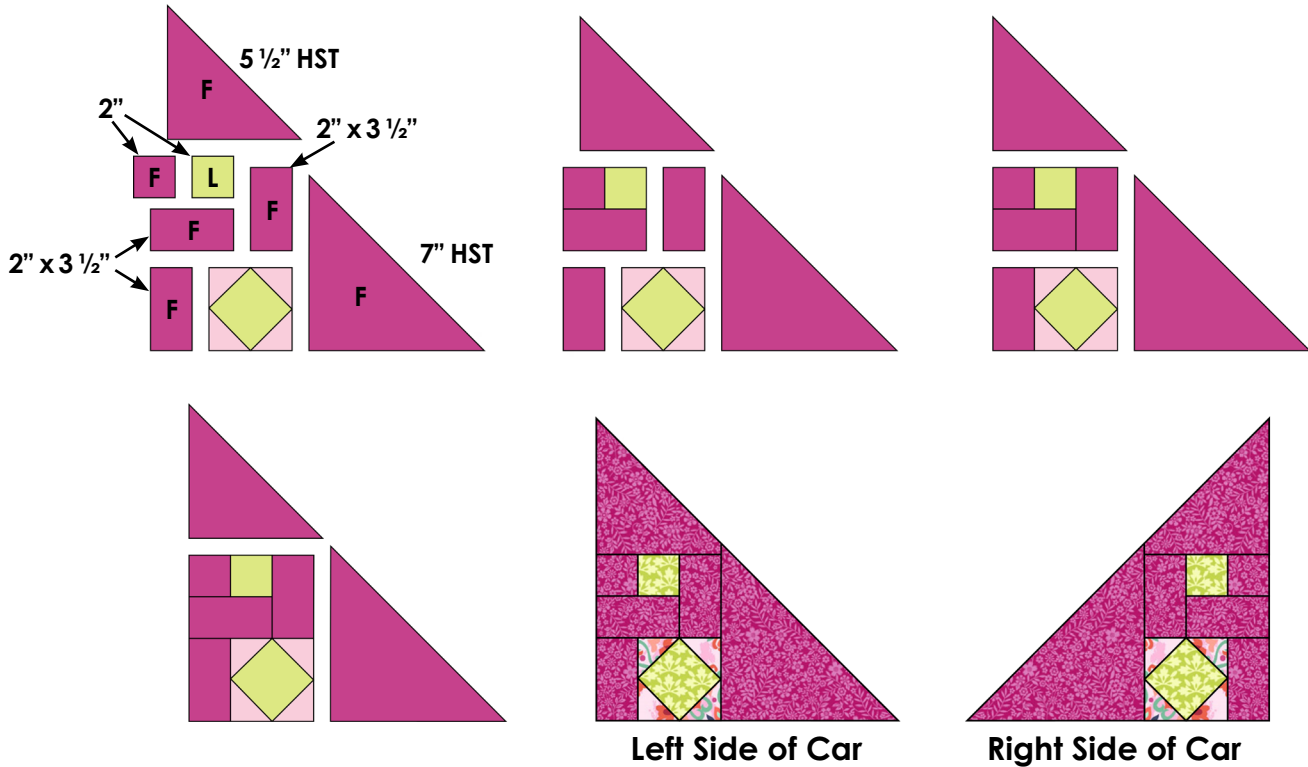 5 ½” HST
F
2”
2” x 3 ½”
F
L
F
F
2” x 3 ½”
7” HST
F
F
Left Side of Car
Right Side of Car